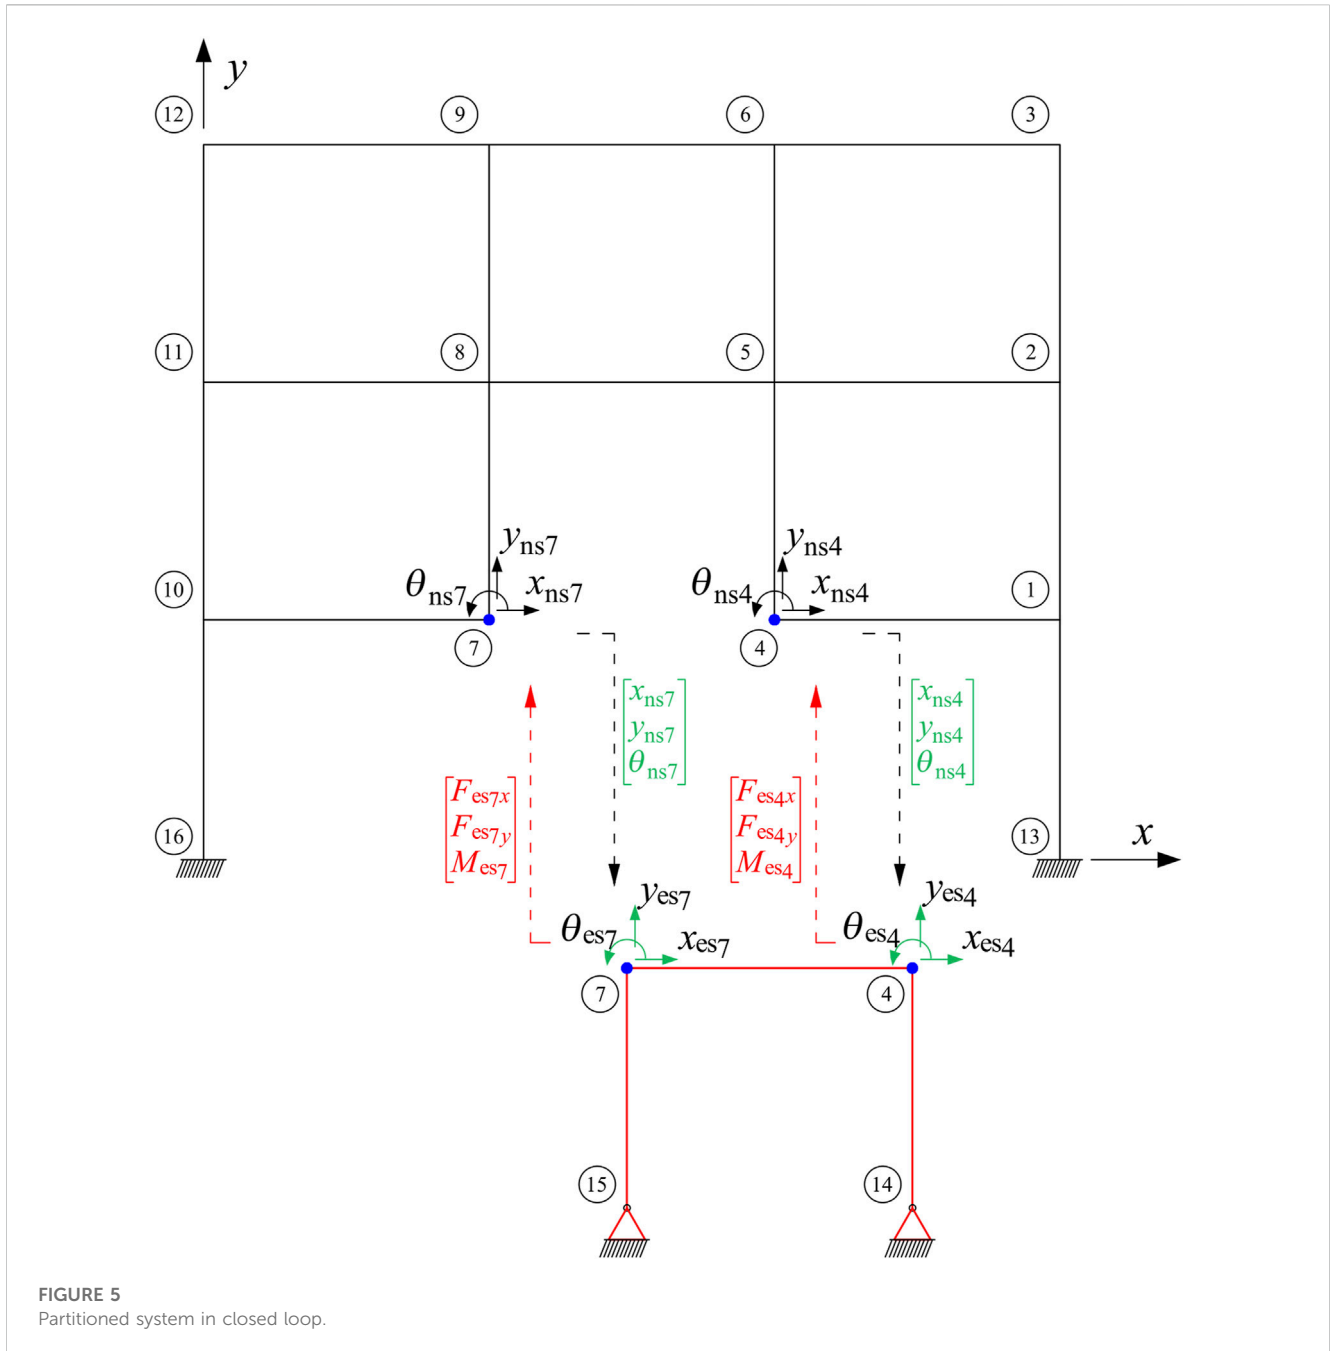 y
12 9 6 3
11 8 5 2
yns7 yns4
10 θns7 xns7 θns4 xns4 1
7 4
xns7 xns4
yns7 yns4
θns7 θns4
Fes7x Fes4x
Fes7y Fes4y
Mes7 Mes4
16 13 x
yes7 yes4
θes7 xes7 θes4 xes4
7 4
15 14
FIGURE 5
Partitioned system in closed loop.